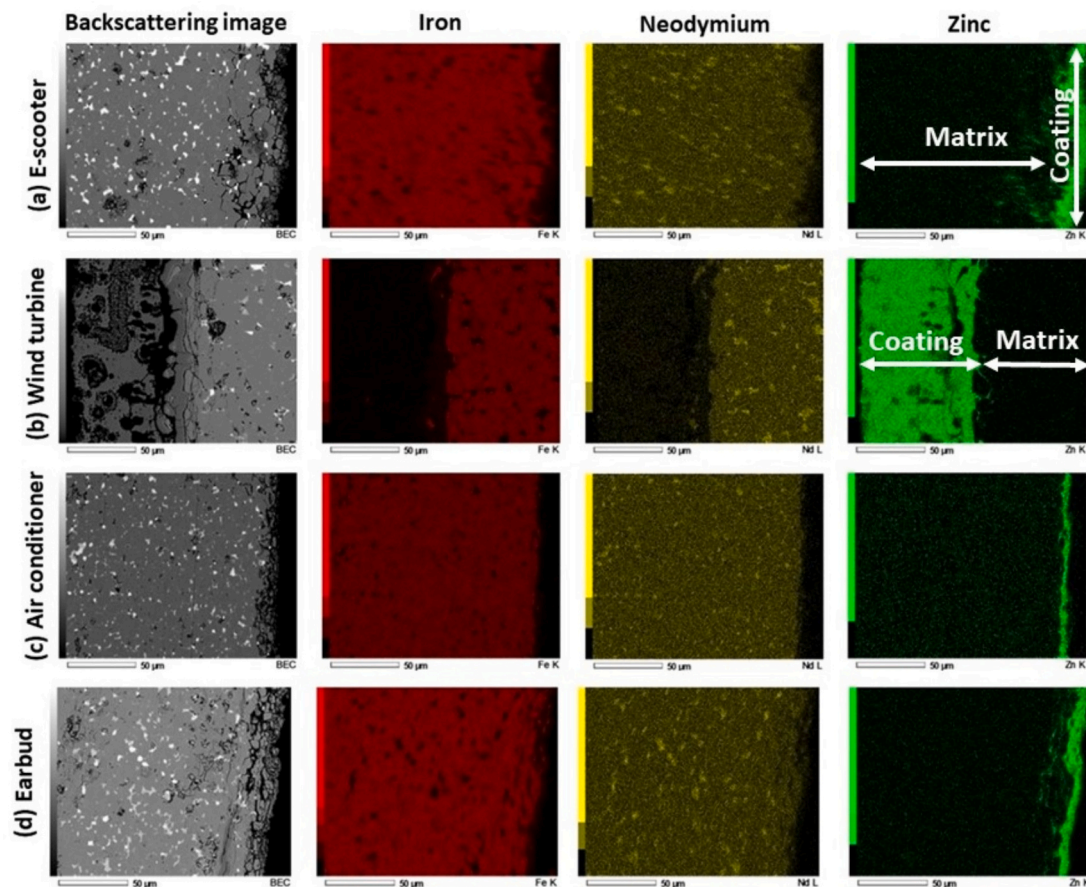 Backscattering image Iron Neodymium Zinc
(a) E-scooter
Matrix
Coating
50 µm BEC 50 µm Fe K 50 µm Nd L 50 µm Zn K
(b) Wind turbine
Coating Matrix
50 µm BEC 50 µm Fe K 50 µm Nd L 50 µm Zn K
(c) Air conditioner
50 µm BEC 50 µm Fe K 50 µm Nd L 50 µm Zn K
(d) Earbud
50 µm BEC 50 µm Fe K 50 µm Nd L 50 µm Zn K